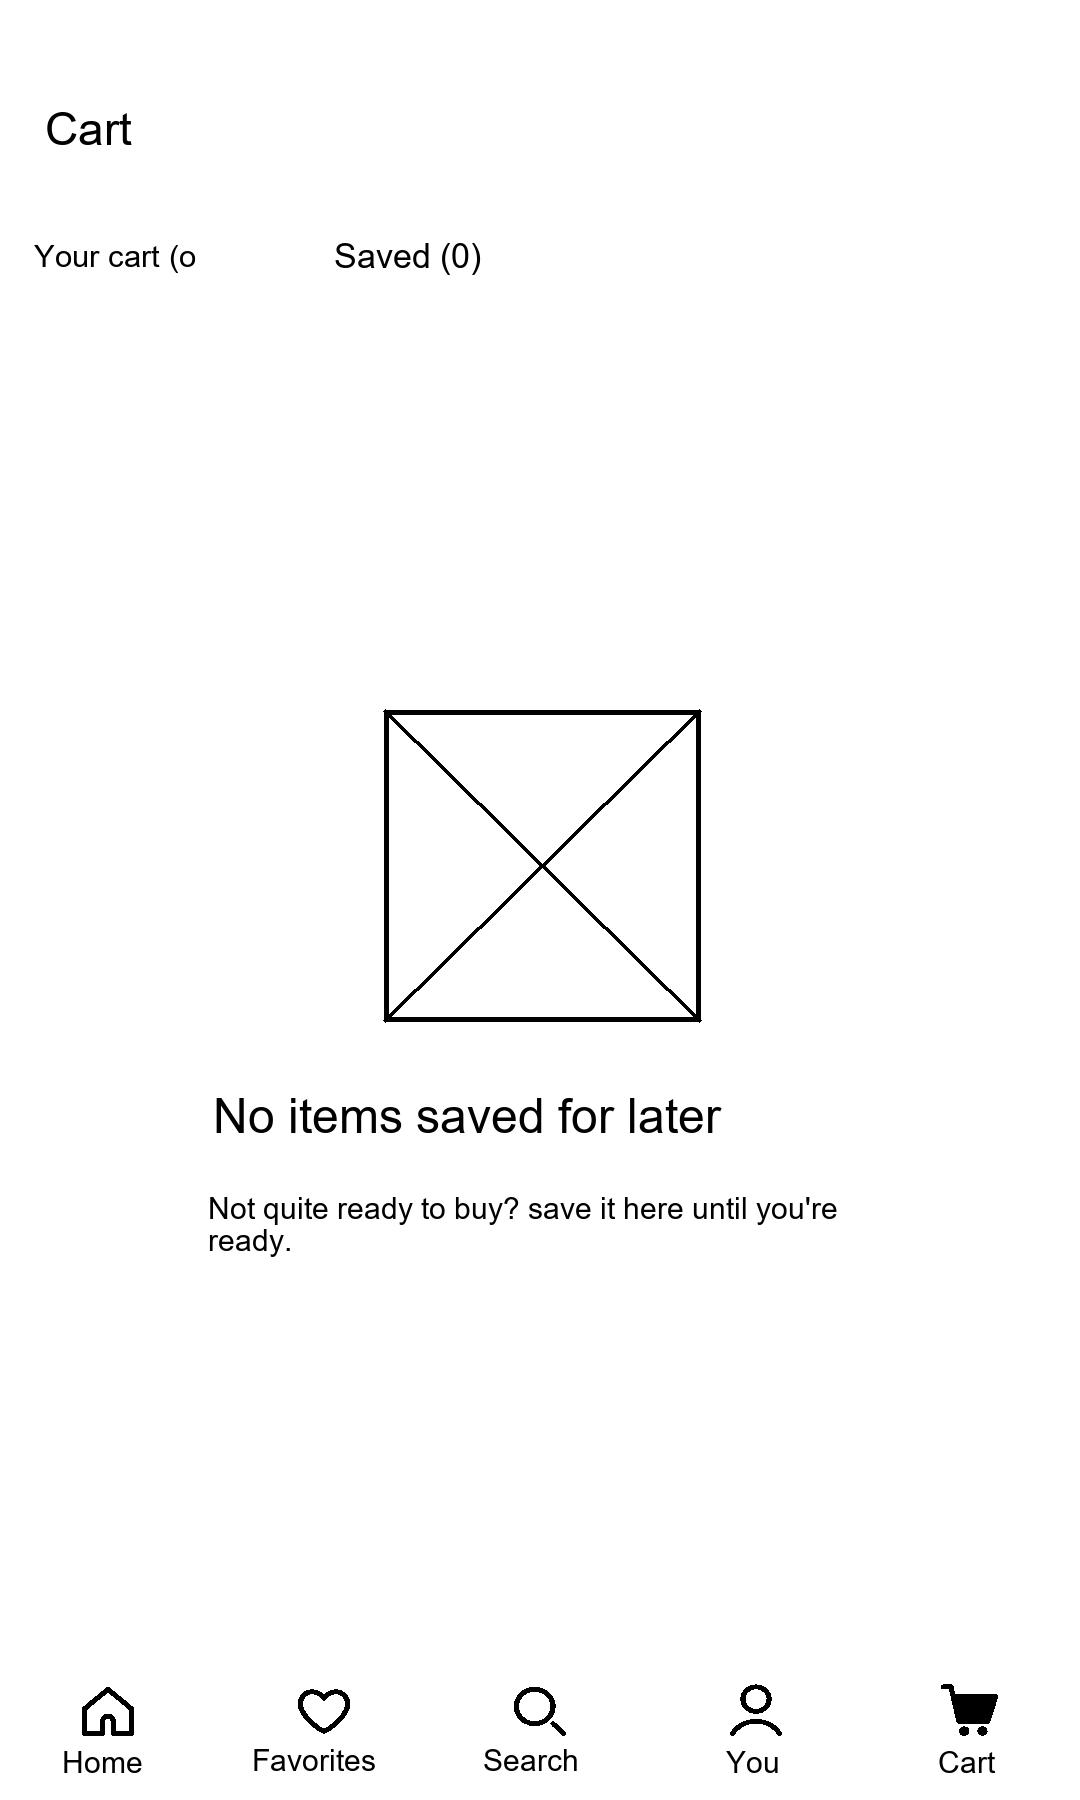 Cart
Your cart (o
Saved (0)
No items saved for later
Not quite ready to buy? save it here until you're
ready.
Home
Favorites
Search
You
Cart